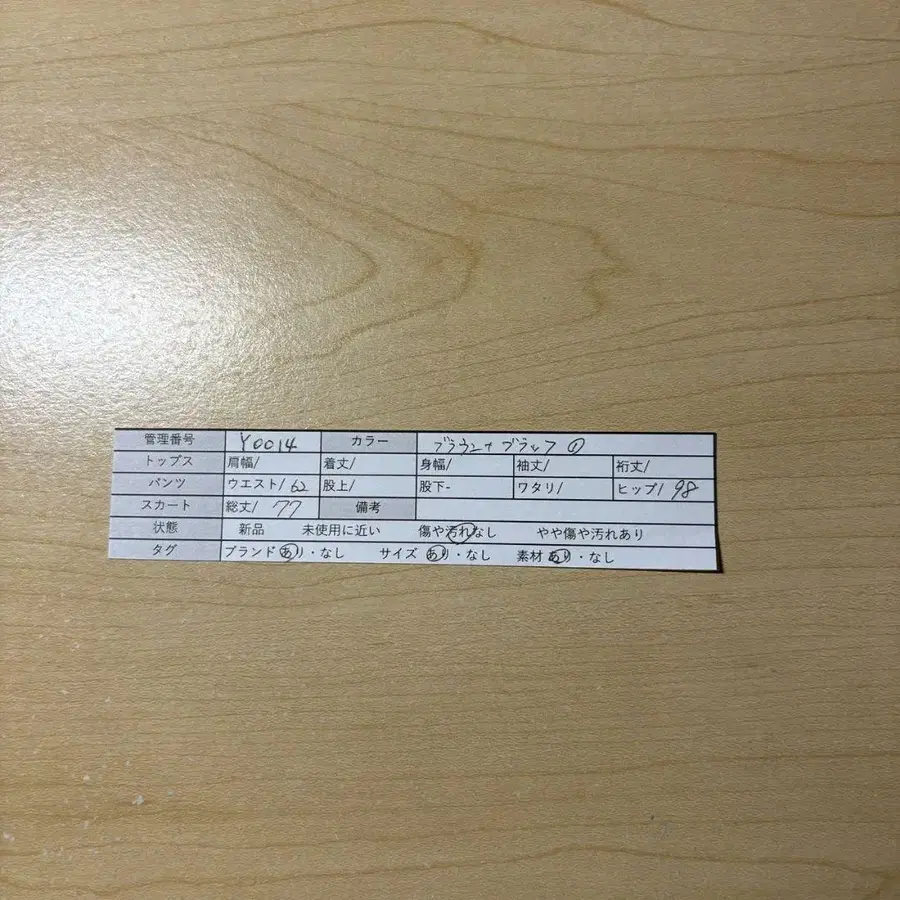 管理番号 Y0014 カラー ブラウン ブラック
トップス 肩幅/ 着丈/ 身幅/ 袖丈/ 裄丈/
パンツ ウエスト/ 62 股上/ 股下- ワタリ/ ヒップ/ 98
スカート 総丈/ 77 備考
状態 新品 未使用に近い 傷や汚れなし やや傷や汚れあり
タグ ブランド あり・なし サイズ あり・なし 素材 あり・なし